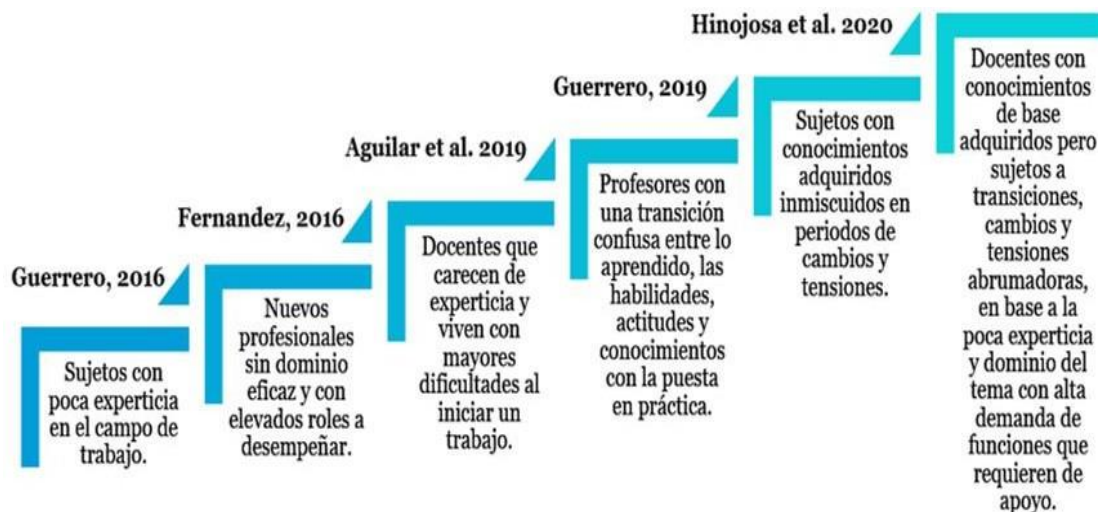 Guerrero, 2016
Sujetos con
poca experticia
en el campo de
trabajo.
Fernandez, 2016
Nuevos
profesionales
sin dominio
eficaz y con
elevados roles a
desempeñar.
Aguilar et al. 2019
Docentes que
carecen de
experticia y
viven con
mayores
dificultades al
iniciar un
trabajo.
Guerrero, 2019
Profesores con
una transición
confusa entre lo
aprendido, las
habilidades,
actitudes y
conocimientos
con la puesta
en práctica.
Hinojosa et al. 2020
Sujetos con
conocimientos
adquiridos
inmiscuidos en
periodos de
cambios y
tensiones.
Docentes con
conocimientos
de base
adquiridos pero
sujetos a
transiciones,
cambios y
tensiones
abrumadoras,
en base a la
poca experticia
y dominio del
tema con alta
demanda de
funciones que
requieren de
apoyo.